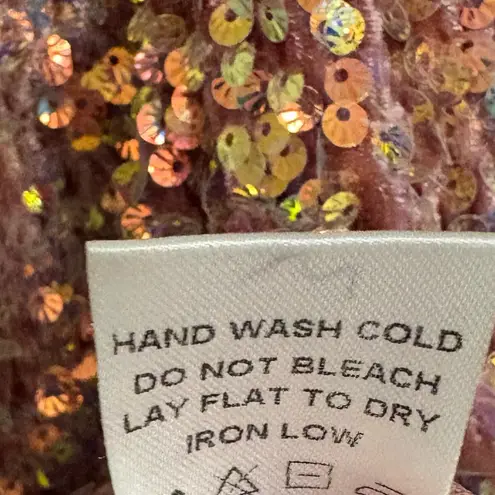 HAND WASH COLD
DO NOT BLEACH
LAY FLAT TO DRY
IRON LOW